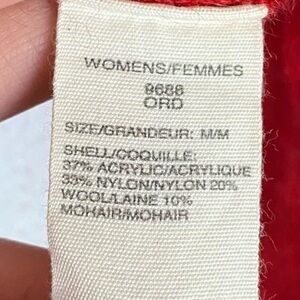 WOMENS/FEMMES
9688
ORD
SIZE/GRANDEUR: M/M
SHELL/COQUILLE:
37% ACRYLIC/ACRYLIQUE
33% NYLON/NYLON 20%
WOOL/LAINE 10%
MOHAIR/MOHAIR